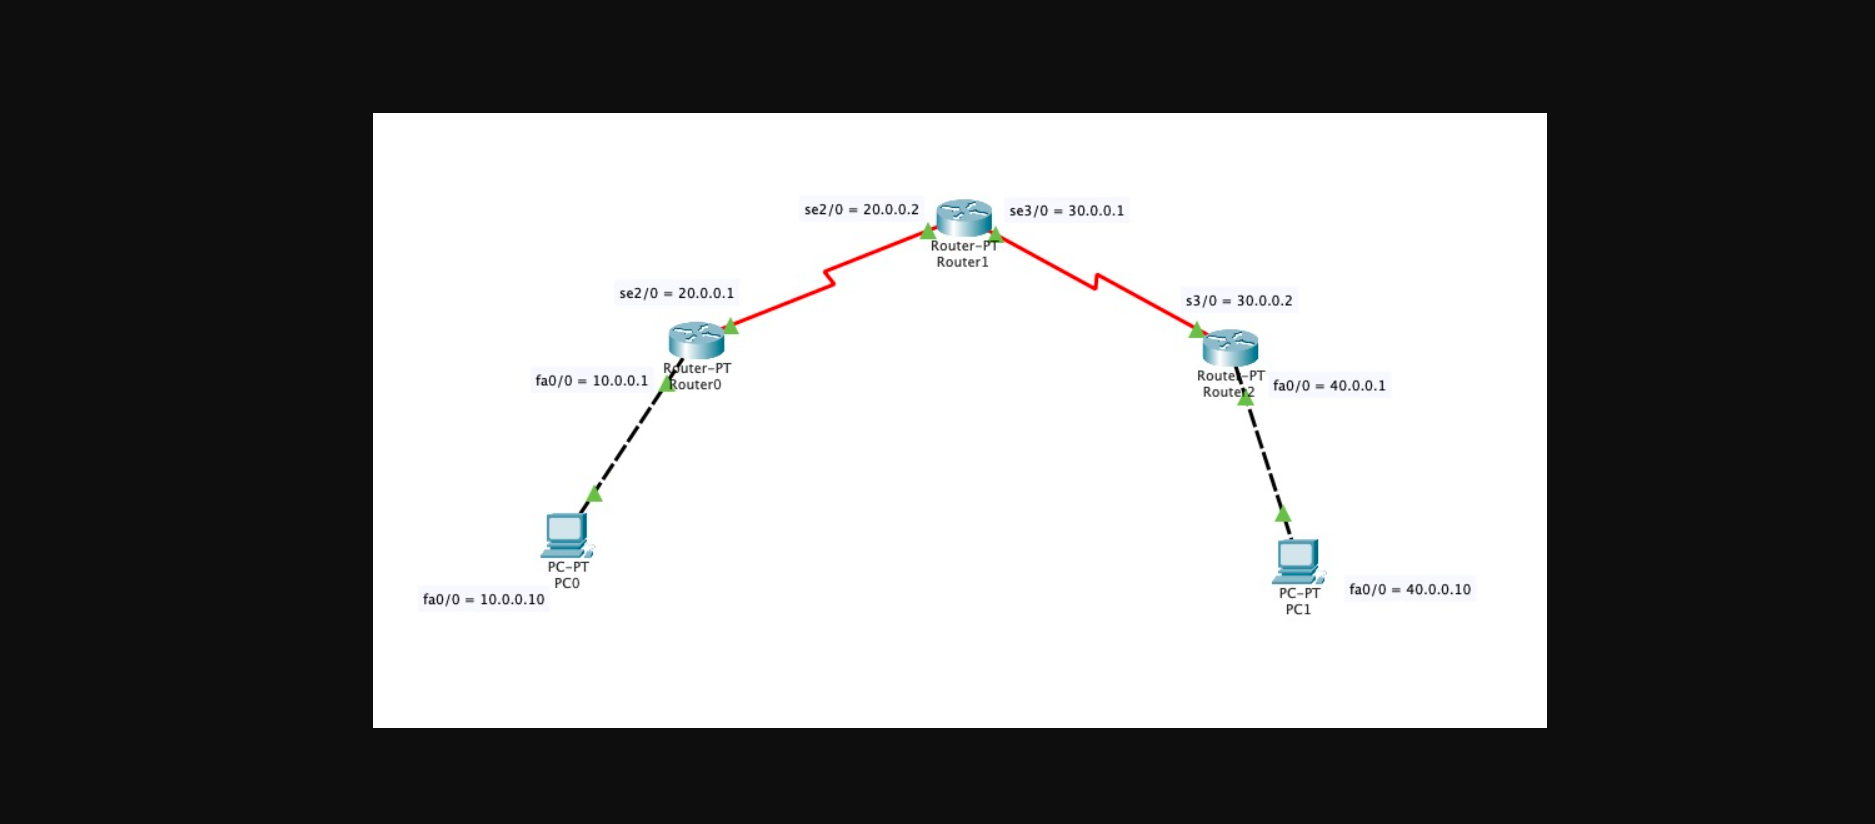 se2/0 = 20.0.0.2
se3/0 = 30.0.0.1
Router-PT
Router1
se2/0 = 20.0.0.1
s3/0 = 30.0.0.2
Router-PT
Router0
fa0/0 = 10.0.0.1
Router-PT
Router2
fa0/0 = 40.0.0.1
PC-PT
PC0
fa0/0 = 10.0.0.10
PC-PT
PC1
fa0/0 = 40.0.0.10